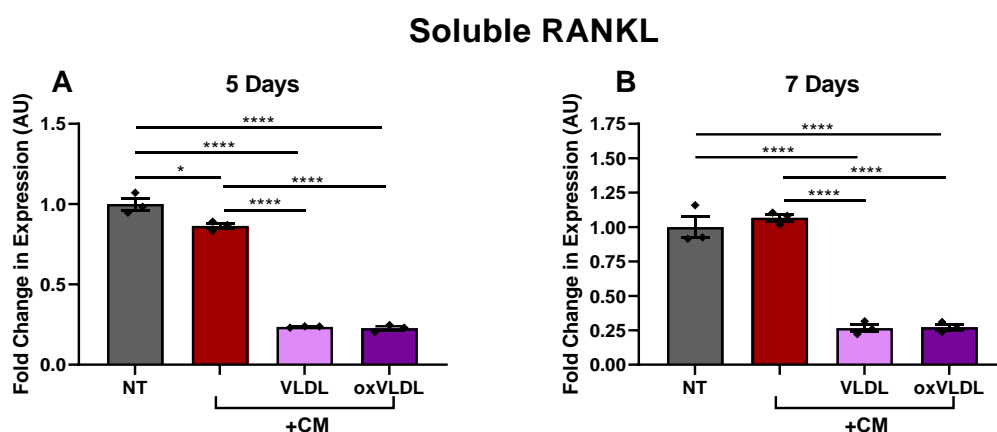 Soluble RANKL
A
5 Days
Fold Change in Expression (AU)
1.5
1.0
0.5
0.0
****
****
*
****
****
NT
VLDL
oxVLDL
+CM
B
7 Days
Fold Change in Expression (AU)
1.75
1.50
1.25
1.00
0.75
0.50
0.25
0.00
****
****
****
****
NT
VLDL
oxVLDL
+CM